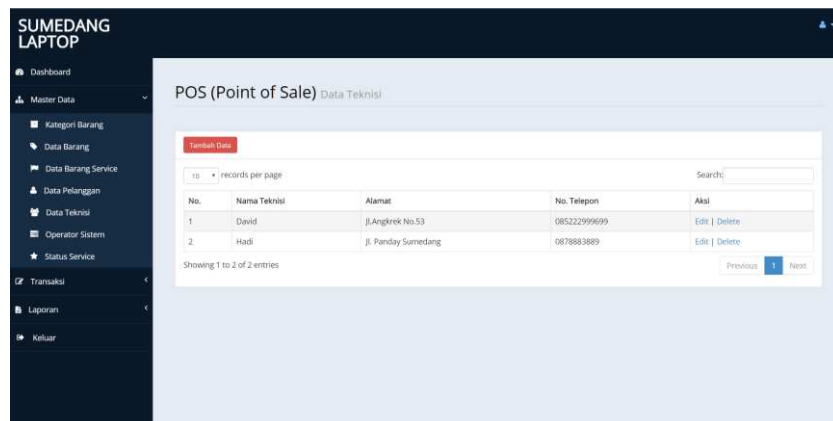 SUMEDANG
LAPTOP
Dashboard
Master Data
Kategori Barang
Data Barang
Data Barang Service
Data Pelanggan
Data Teknisi
Operator Sistem
Status Service
Transaksi
Laporan
Keluar
POS (Point of Sale) Data Teknisi
Tambah Data
10 records per page
Search:
No. Nama Teknisi Alamat No. Telepon Aksi
1 David Jl.Angkrek No.53 085222999699 Edit | Delete
2 Hadi Jl. Panday Sumedang 0878883889 Edit | Delete
Showing 1 to 2 of 2 entries
Previous 1 Next